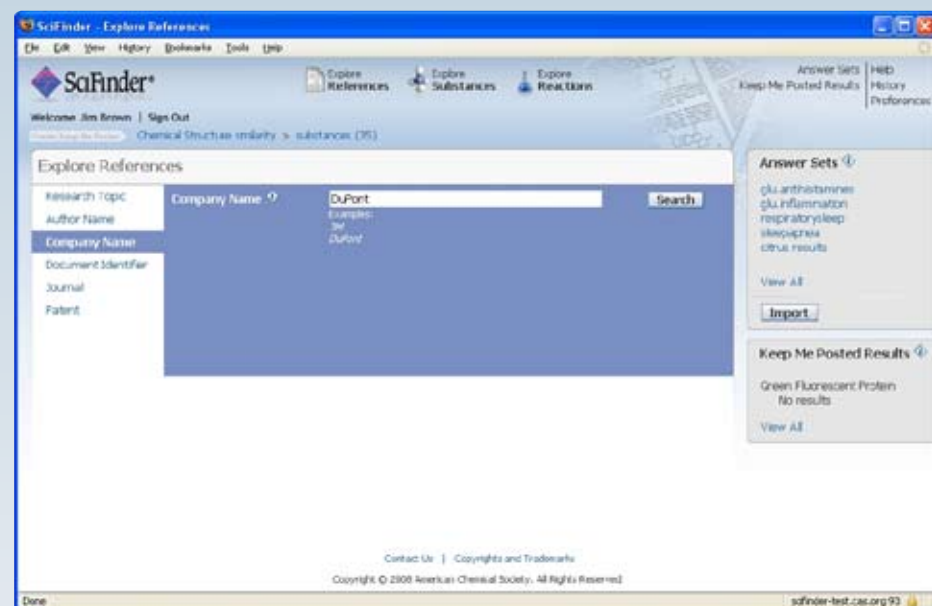 SciFinder - Explore References
File Edit View History Bookmarks Tools Help
SciFinder®
Explore References
Explore Substances
Explore Reactions
Answer Sets
Keep Me Posted Results
Help
History
Preferences
Welcome Jim Brown | Sign Out
Chemical Structure similarity > substances (35)
Explore References
Research Topic
Author Name
Company Name
Document Identifier
Journal
Patent
Company Name
DuPont
Search
Examples:
3M
DuPont
Answer Sets
glu.antihistamines
glu.inflammation
respiratorysleep
sleepapnea
citrus results
View All
Import
Keep Me Posted Results
Green Fluorescent Protein
No results
View All
Contact Us | Copyrights and Trademarks
Copyright © 2008 American Chemical Society. All Rights Reserved
Done
scifinder-test.cas.org:93